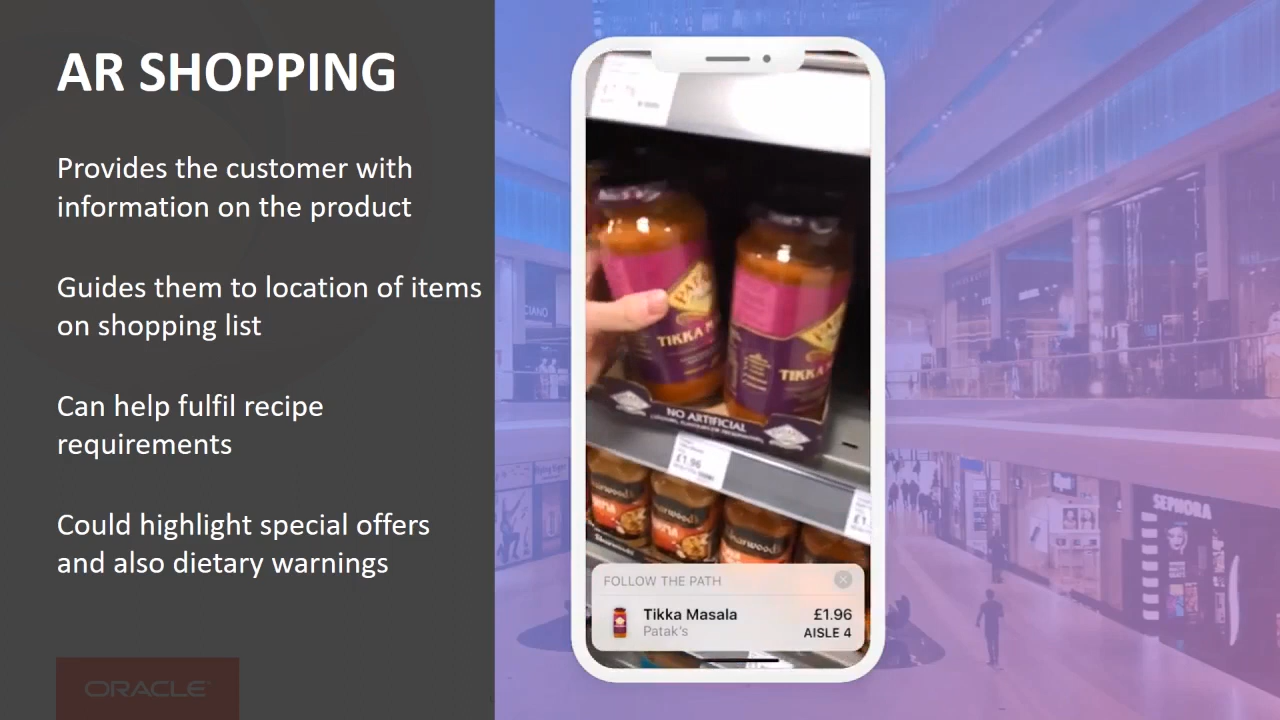 AR SHOPPING
Provides the customer with
information on the product
Guides them to location of items
on shopping list
Can help fulfil recipe
requirements
Could highlight special offers
and also dietary warnings
ORACLE
TIKKA
TIKKA
NO ARTIFICIAL
£1.96
FOLLOW THE PATH
Tikka Masala
£1.96
Patak's
AISLE 4
SEPHORA